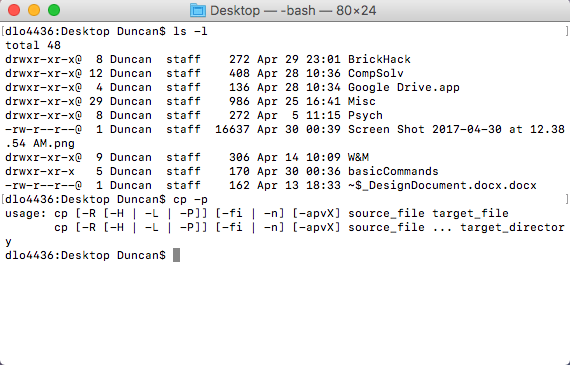 Desktop — -bash — 80×24
[dlo4436:Desktop Duncan$ ls -l ]
total 48
drwxr-xr-x@  8 Duncan  staff    272 Apr 29 23:01 BrickHack
drwxr-xr-x@ 12 Duncan  staff    408 Apr 28 10:36 CompSolv
drwxr-xr-x@  4 Duncan  staff    136 Apr 28 10:34 Google Drive.app
drwxr-xr-x@ 29 Duncan  staff    986 Apr 25 16:41 Misc
drwxr-xr-x@  8 Duncan  staff    272 Apr  5 11:15 Psych
-rw-r--r--@  1 Duncan  staff  16637 Apr 30 00:39 Screen Shot 2017-04-30 at 12.38
.54 AM.png
drwxr-xr-x@  9 Duncan  staff    306 Apr 14 10:09 W&M
drwxr-xr-x   5 Duncan  staff    170 Apr 30 00:36 basicCommands
-rw-r--r--@  1 Duncan  staff    162 Apr 13 18:33 ~$_DesignDocument.docx.docx
[dlo4436:Desktop Duncan$ cp -p ]
usage: cp [-R [-H | -L | -P]] [-fi | -n] [-apvX] source_file target_file
       cp [-R [-H | -L | -P]] [-fi | -n] [-apvX] source_file ... target_director
y
dlo4436:Desktop Duncan$